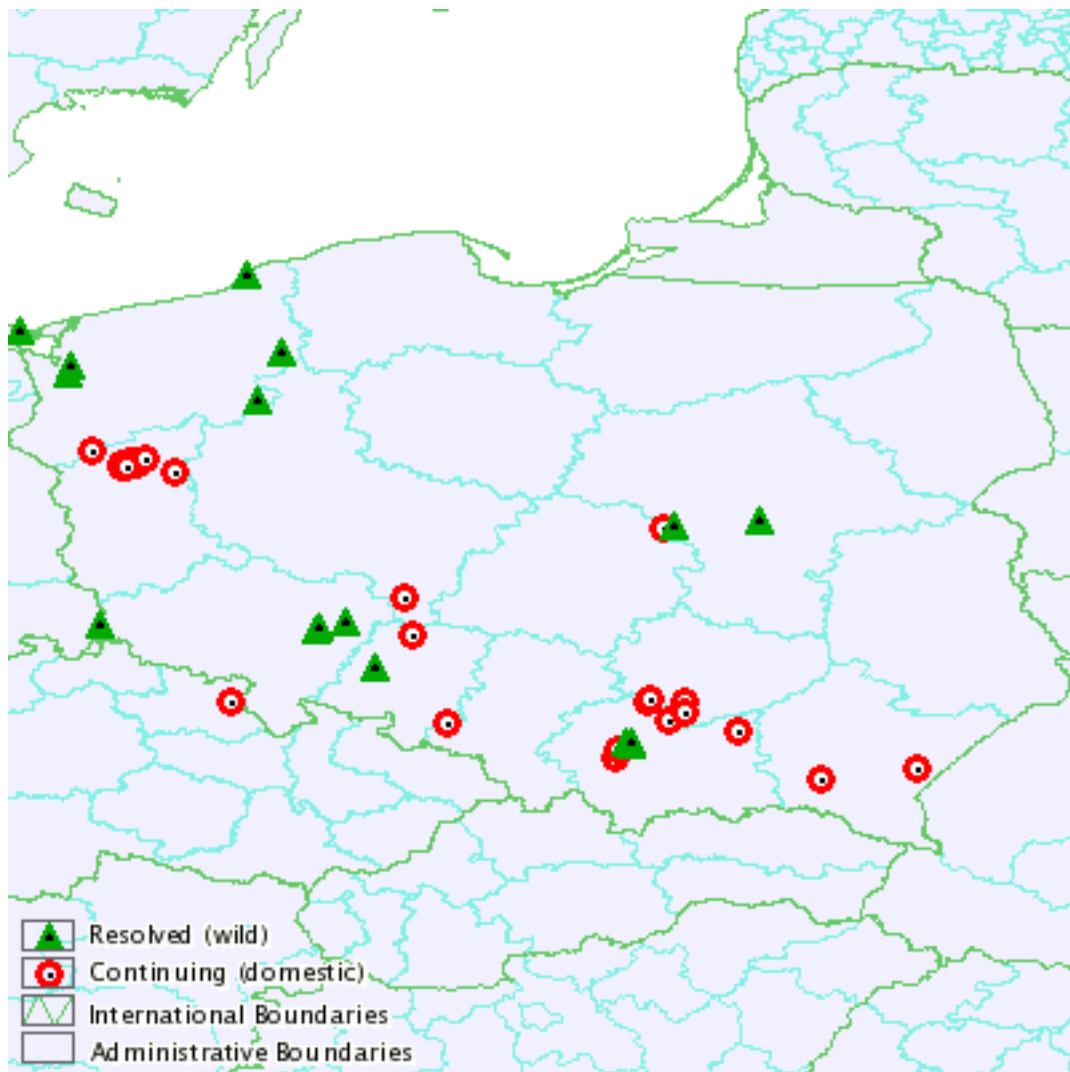 Resolved (wild)
Continuing (domestic)
International Boundaries
Administrative Boundaries